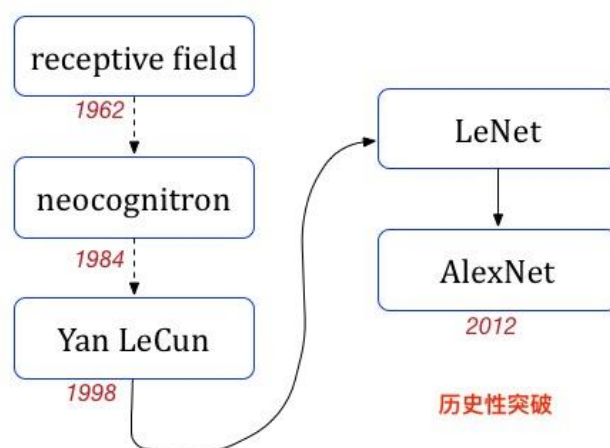 receptive field
1962
neocognitron
1984
Yan LeCun
1998
LeNet
AlexNet
2012
历史性突破